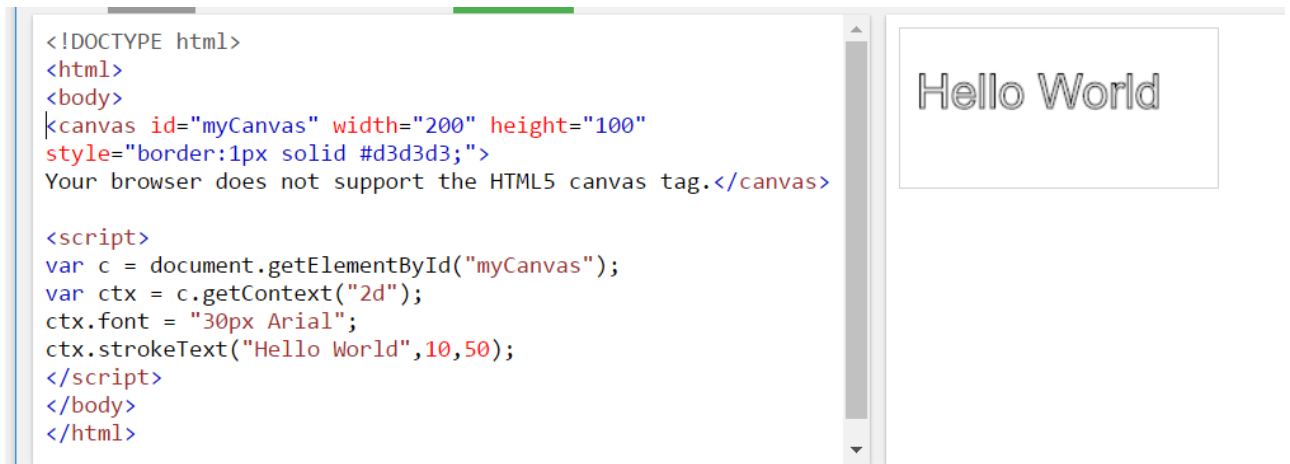 <!DOCTYPE html>
<html>
<body>
<canvas id="myCanvas" width="200" height="100"
style="border:1px solid #d3d3d3;">
Your browser does not support the HTML5 canvas tag.</canvas>
<script>
var c = document.getElementById("myCanvas");
var ctx = c.getContext("2d");
ctx.font = "30px Arial";
ctx.strokeText("Hello World",10,50);
</script>
</body>
</html>
Hello World